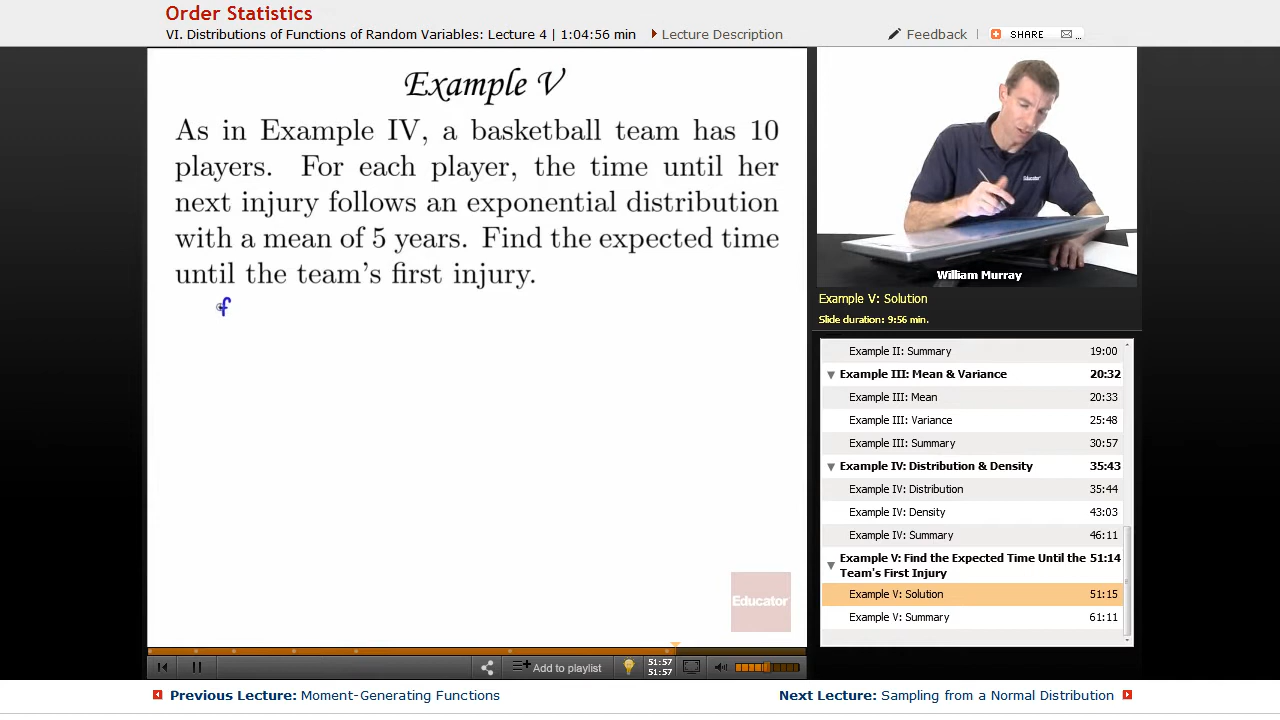 Order Statistics
VI. Distributions of Functions of Random Variables: Lecture 4 | 1:04:56 min
Lecture Description
Feedback
SHARE
Example V
As in Example IV, a basketball team has 10
players. For each player, the time until her
next injury follows an exponential distribution
with a mean of 5 years. Find the expected time
until the team's first injury.
f
Educator
Educator
William Murray
Example V: Solution
Slide duration: 9:56 min.
Example II: Summary 19:00
Example III: Mean & Variance 20:32
Example III: Mean 20:33
Example III: Variance 25:48
Example III: Summary 30:57
Example IV: Distribution & Density 35:43
Example IV: Distribution 35:44
Example IV: Density 43:03
Example IV: Summary 46:11
Example V: Find the Expected Time Until the 51:14
Team's First Injury
Example V: Solution 51:15
Example V: Summary 61:11
Add to playlist
51:57
51:57
Previous Lecture: Moment-Generating Functions
Next Lecture: Sampling from a Normal Distribution